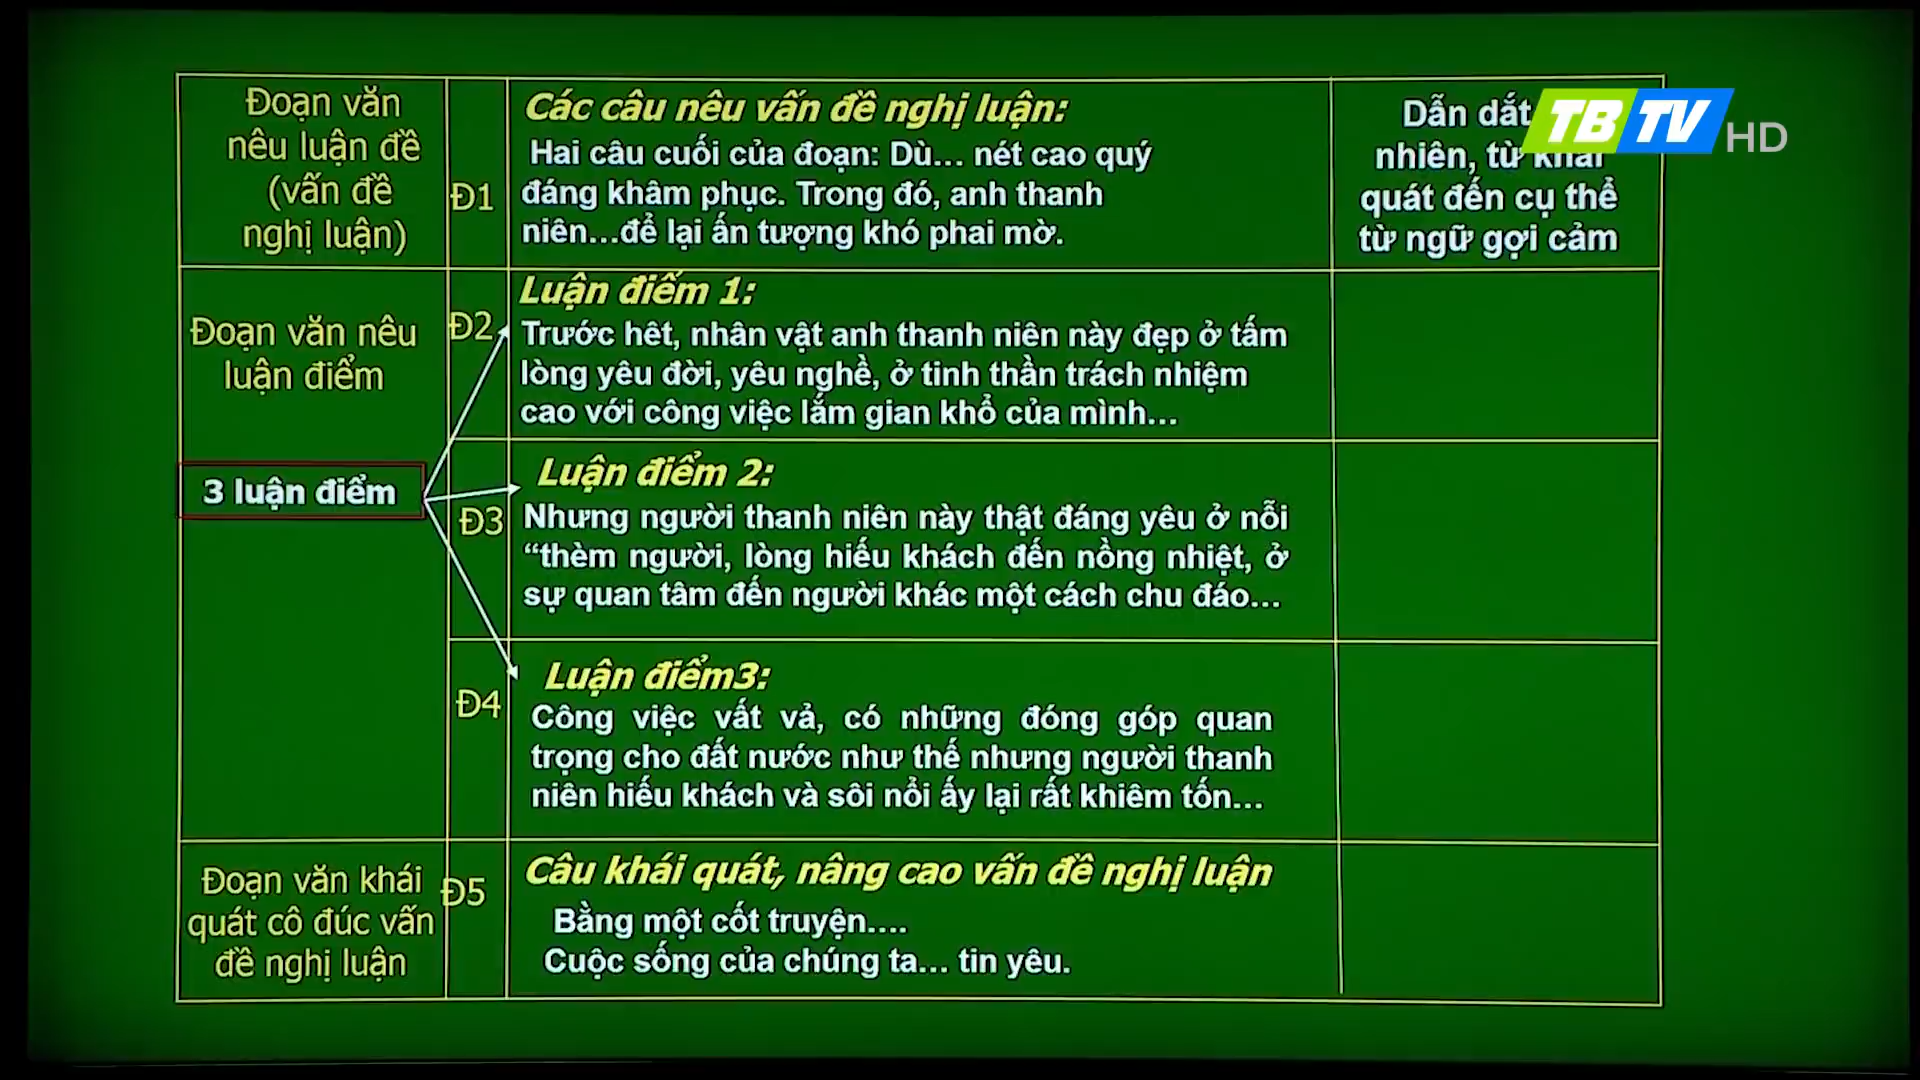 Đoạn văn
nêu luận đề
(vấn đề
nghị luận)
Đ1
Các câu nêu vấn đề nghị luận:
Hai câu cuối của đoạn: Dù... nét cao quý
đáng khâm phục. Trong đó, anh thanh
niên...để lại ấn tượng khó phai mờ.
Dẫn dắt
nhiên, từ khái
quát đến cụ thể
từ ngữ gợi cảm
TBTV HD
Đoạn văn nêu
luận điểm
3 luận điểm
Đ2
Luận điểm 1:
Trước hêt, nhân vật anh thanh niên này đẹp ở tấm
lòng yêu đời, yêu nghề, ở tinh thần trách nhiệm
cao với công việc lắm gian khổ của mình...
Đ3
Luận điểm 2:
Nhưng người thanh niên này thật đáng yêu ở nỗi
“thèm người, lòng hiếu khách đến nồng nhiệt, ở
sự quan tâm đến người khác một cách chu đáo...
Đ4
Luận điểm3:
Công việc vất vả, có những đóng góp quan
trọng cho đất nước như thế nhưng người thanh
niên hiếu khách và sôi nổi ấy lại rất khiêm tốn...
Đoạn văn khái
quát cô đúc vấn
đề nghị luận
Đ5
Câu khái quát, nâng cao vấn đề nghị luận
Bằng một cốt truyện....
Cuộc sống của chúng ta... tin yêu.